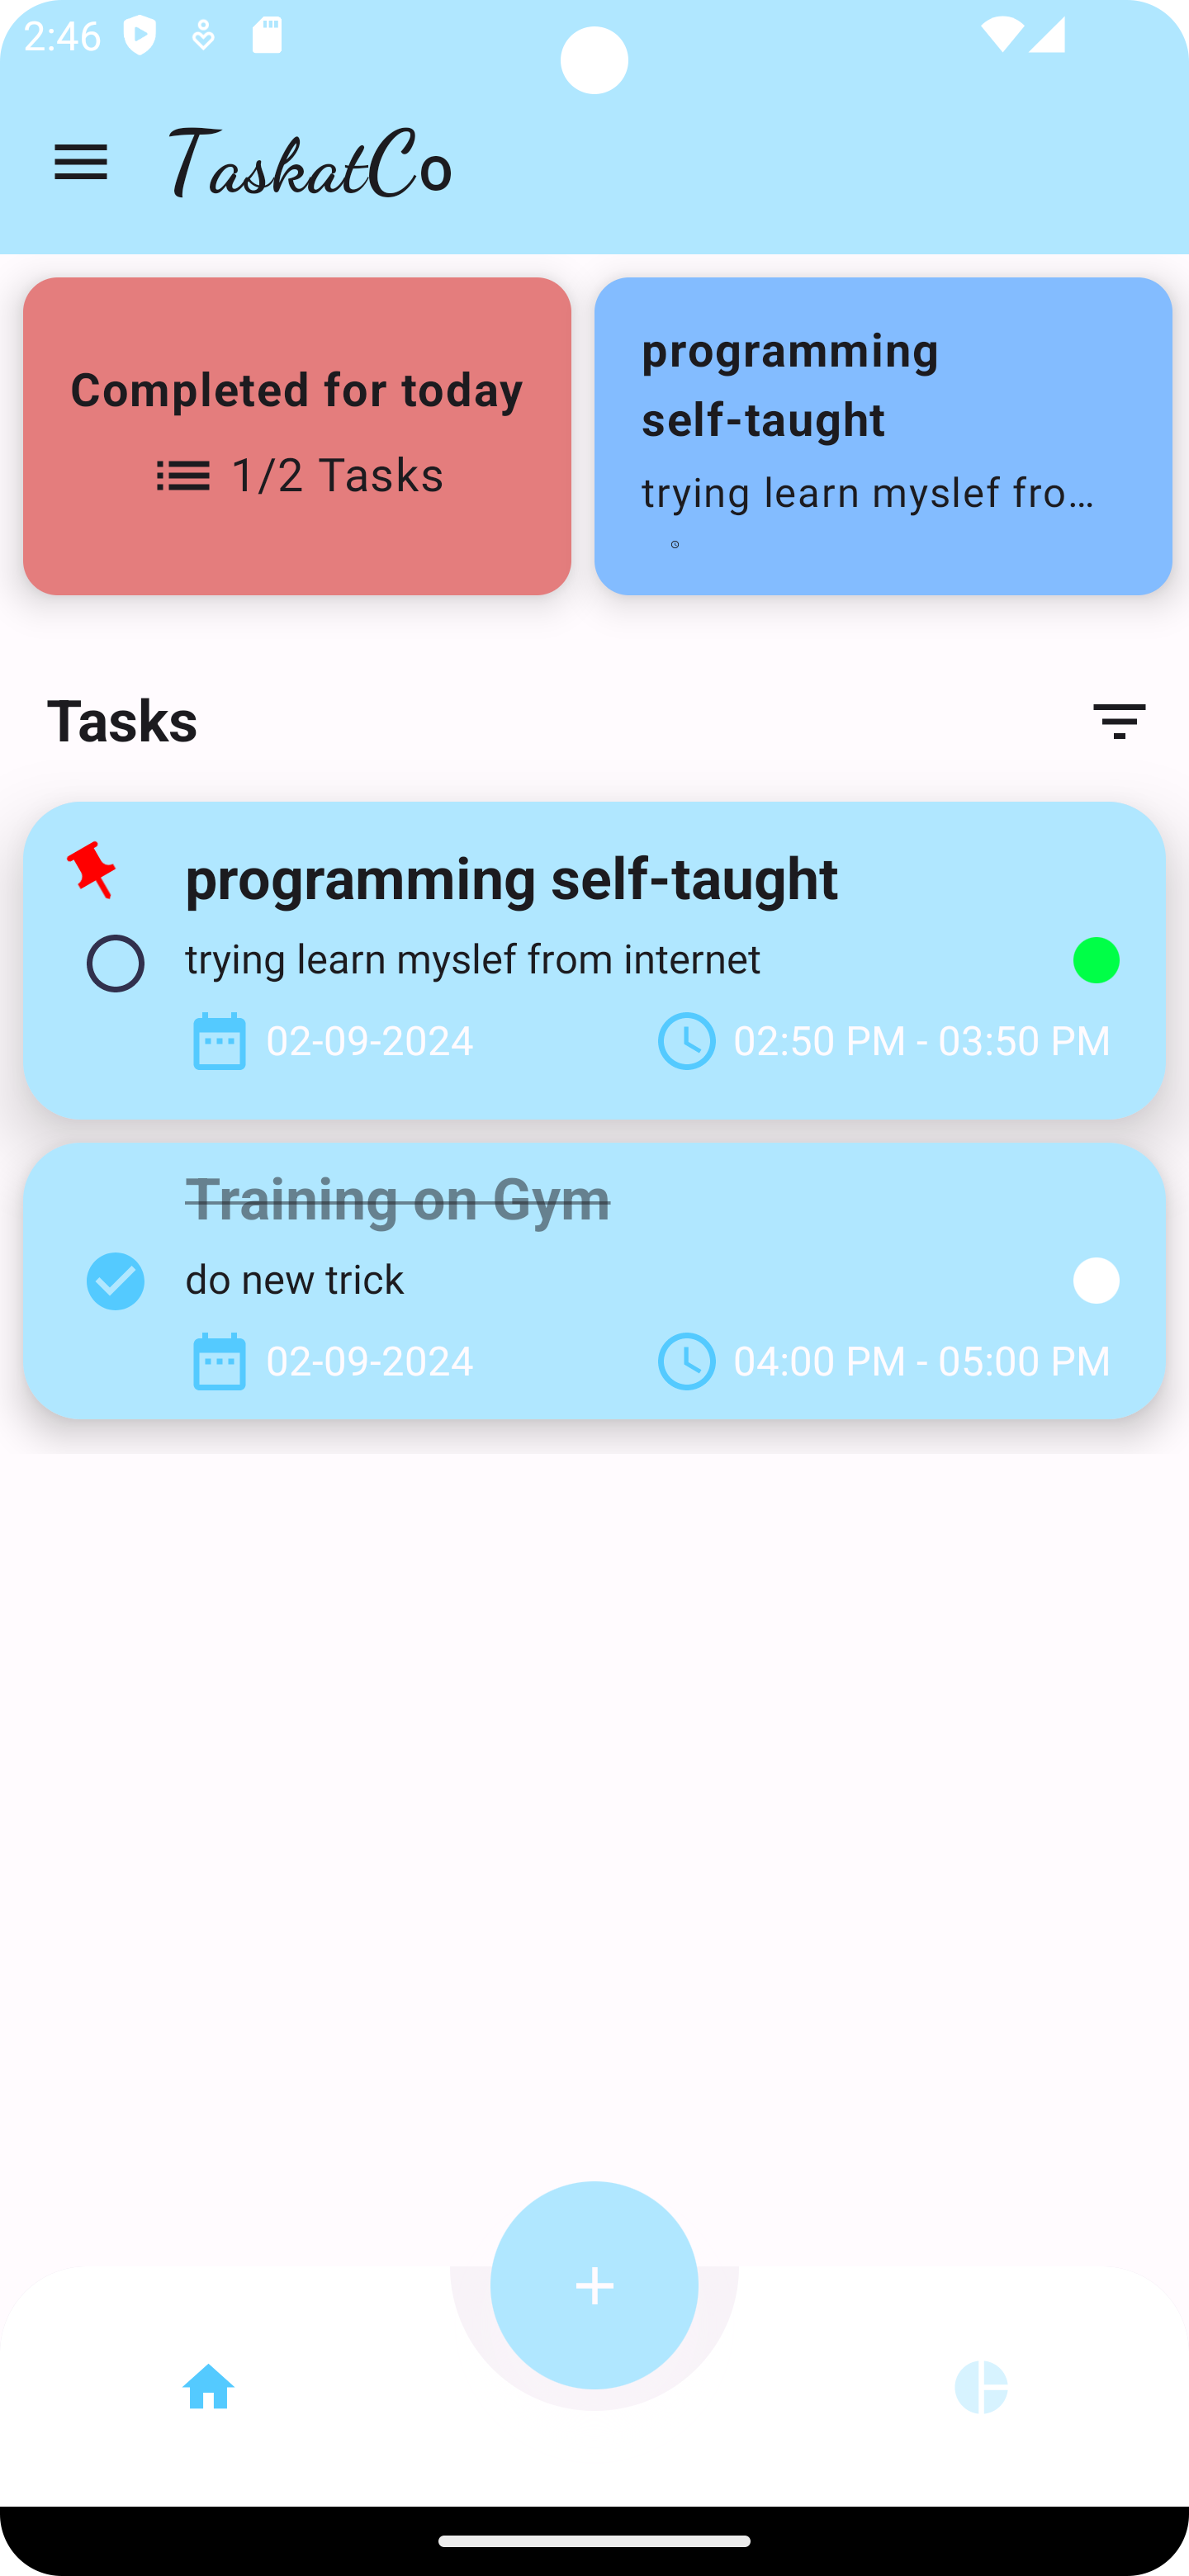 2:46
TaskatCo
Completed for today
1/2 Tasks
programming
self-taught
trying learn myslef fro...
Tasks
programming self-taught
trying learn myslef from internet
02-09-2024
02:50 PM - 03:50 PM
Training on Gym
do new trick
02-09-2024
04:00 PM - 05:00 PM